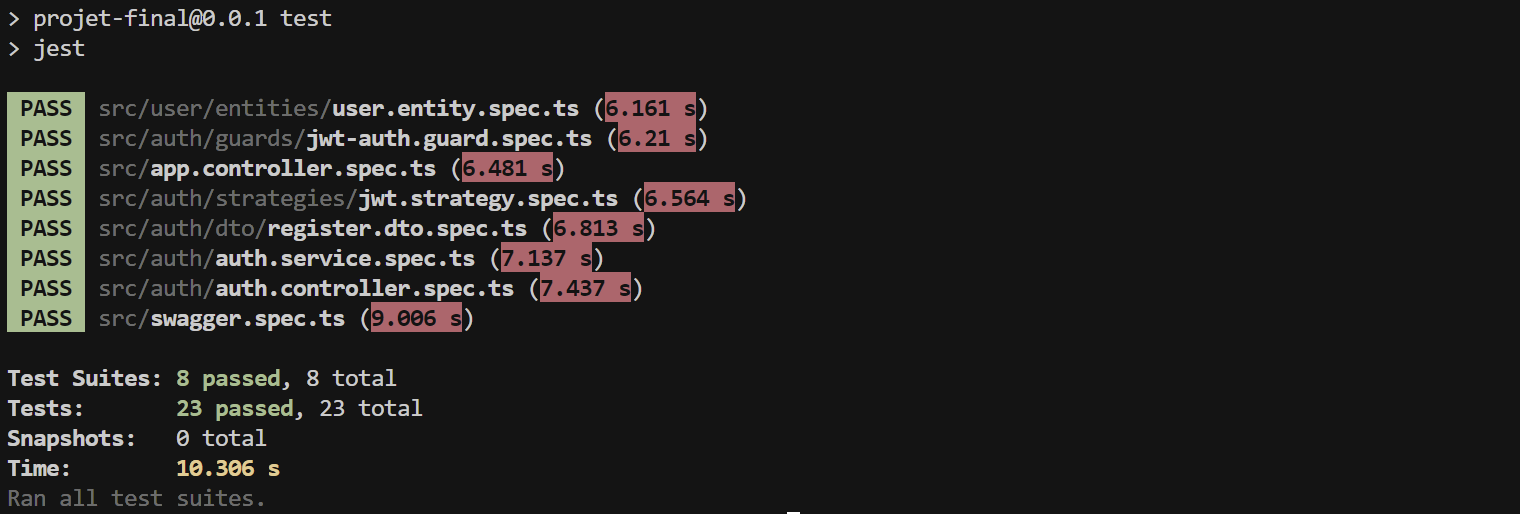 > projet-final@0.0.1 test
> jest
PASS src/user/entities/user.entity.spec.ts (6.161 s)
PASS src/auth/guards/jwt-auth.guard.spec.ts (6.21 s)
PASS src/app.controller.spec.ts (6.481 s)
PASS src/auth/strategies/jwt.strategy.spec.ts (6.564 s)
PASS src/auth/dto/register.dto.spec.ts (6.813 s)
PASS src/auth/auth.service.spec.ts (7.137 s)
PASS src/auth/auth.controller.spec.ts (7.437 s)
PASS src/swagger.spec.ts (9.006 s)
Test Suites: 8 passed, 8 total
Tests: 23 passed, 23 total
Snapshots: 0 total
Time: 10.306 s
Ran all test suites.